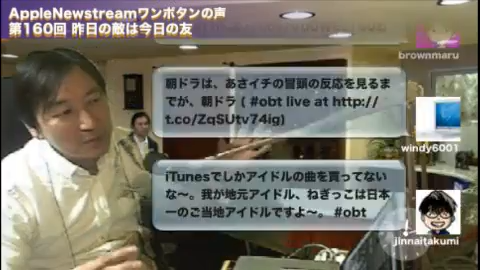 AppleNewstreamワンボタンの声
第160回 昨日の敵は今日の友
brownmaru
朝ドラは、あさイチの冒頭の反応を見るま
でが、朝ドラ ( #obt live at http://
t.co/ZqSUtv74ig)
windy6001
iTunesでしかアイドルの曲を買ってない
な〜。我が地元アイドル、ねぎっこは日本
一のご当地アイドルですよ〜。 #obt
jinnaitakumi